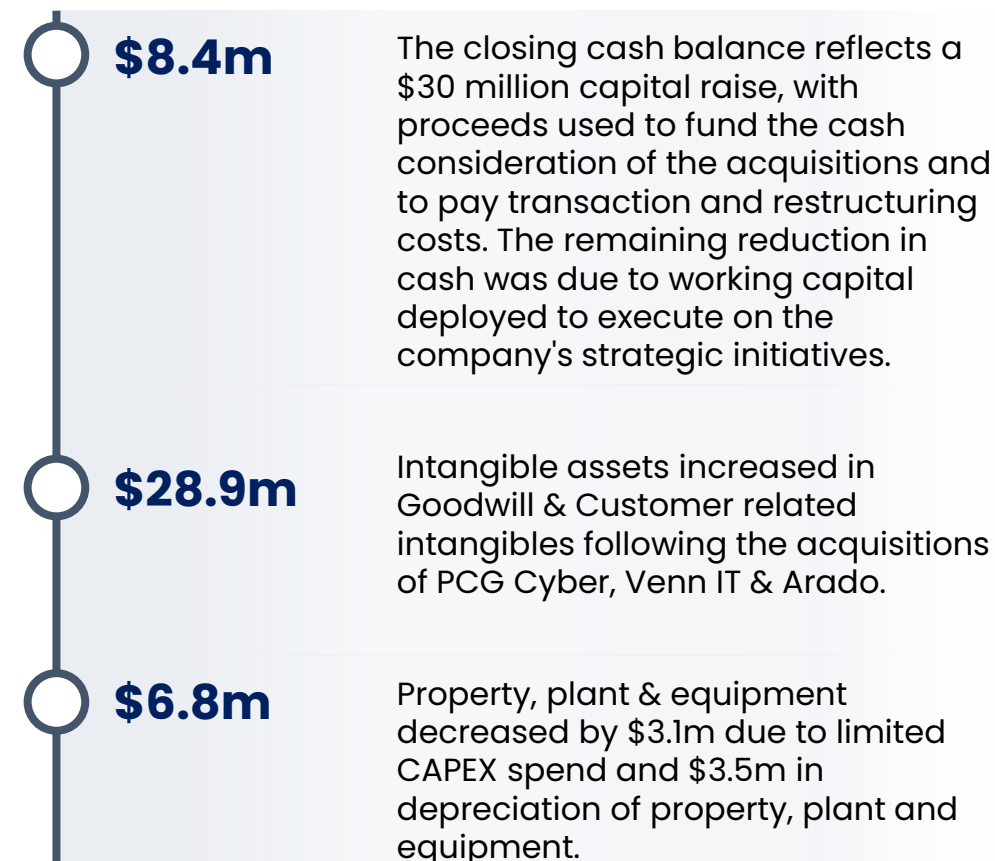 $8.4m
The closing cash balance reflects a
$30 million capital raise, with
proceeds used to fund the cash
consideration of the acquisitions and
to pay transaction and restructuring
costs. The remaining reduction in
cash was due to working capital
deployed to execute on the
company's strategic initiatives.
$28.9m
Intangible assets increased in
Goodwill & Customer related
intangibles following the acquisitions
of PCG Cyber, Venn IT & Arado.
$6.8m
Property, plant & equipment
decreased by $3.1m due to limited
CAPEX spend and $3.5m in
depreciation of property, plant and
equipment.